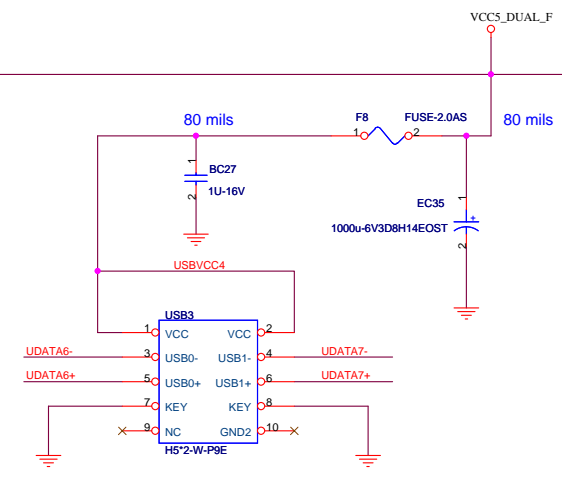 VCC5_DUAL_F
80 mils
F8
FUSE-2.0AS
80 mils
1
2
1
BC27
2
1U-16V
1
EC35
+
1000u-6V3D8H14EOST
2
USBVCC4
USB3
1
VCC
VCC
2
UDATA6-
3
USB0-
USB1-
4
UDATA7-
UDATA6+
5
USB0+
USB1+
6
UDATA7+
7
KEY
KEY
8
9
NC
GND2
10
H5*2-W-P9E